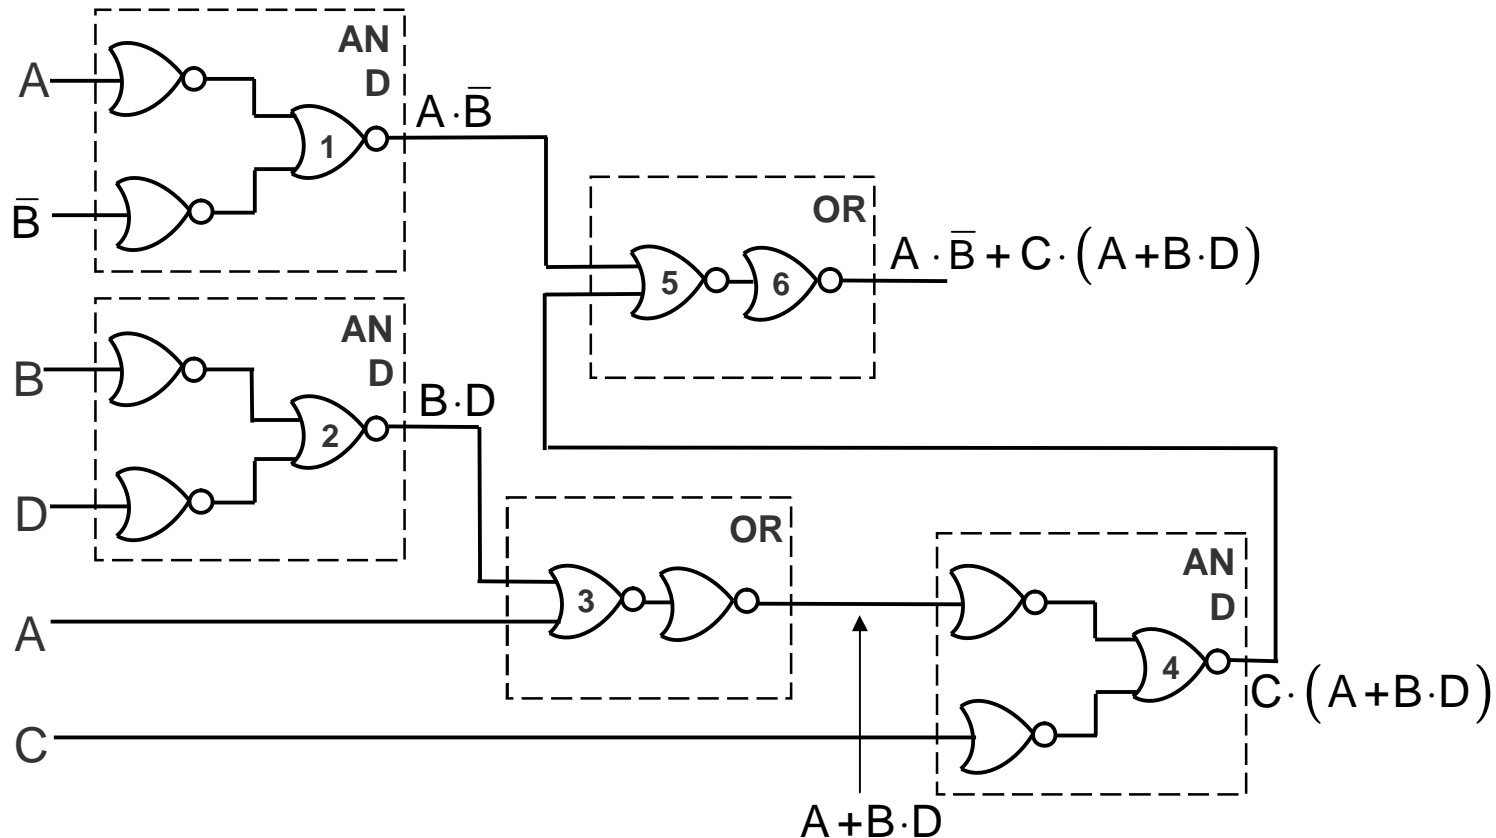 AN
D
A
1
A·B̅
B̅
OR
5
6
A·B̅+C·(A+B·D)
AN
D
B
2
B·D
D
OR
3
A
AN
D
4
C·(A+B·D)
C
A+B·D